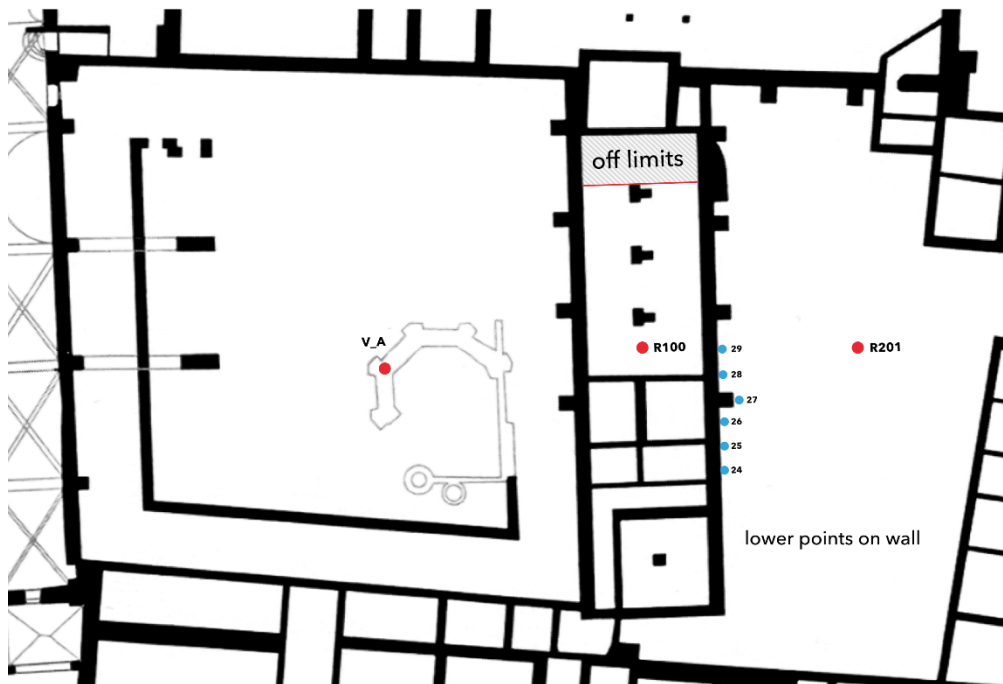 off limits
V_A
R100
29
R201
28
27
26
25
24
lower points on wall